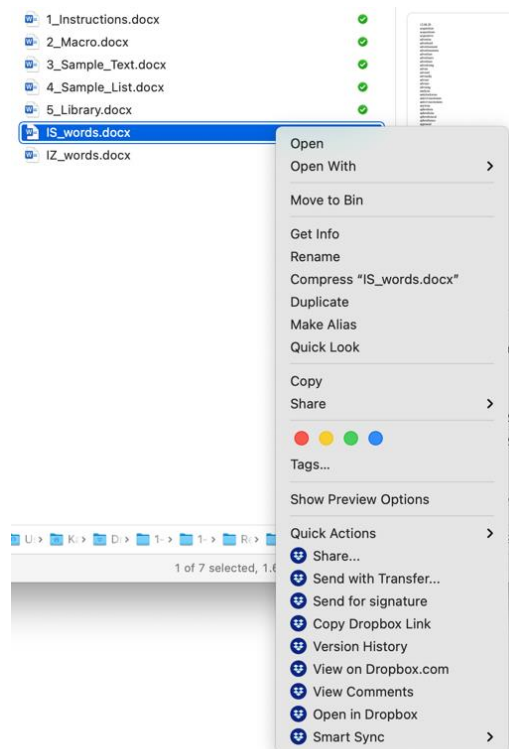 1_Instructions.docx
2_Macro.docx
3_Sample_Text.docx
4_Sample_List.docx
5_Library.docx
IS_words.docx
IZ_words.docx
Open
Open With
Move to Bin
Get Info
Rename
Compress “IS_words.docx”
Duplicate
Make Alias
Quick Look
Copy
Share
Tags...
Show Preview Options
Quick Actions
Share...
Send with Transfer...
Send for signature
Copy Dropbox Link
Version History
View on Dropbox.com
View Comments
Open in Dropbox
Smart Sync
1 of 7 selected,